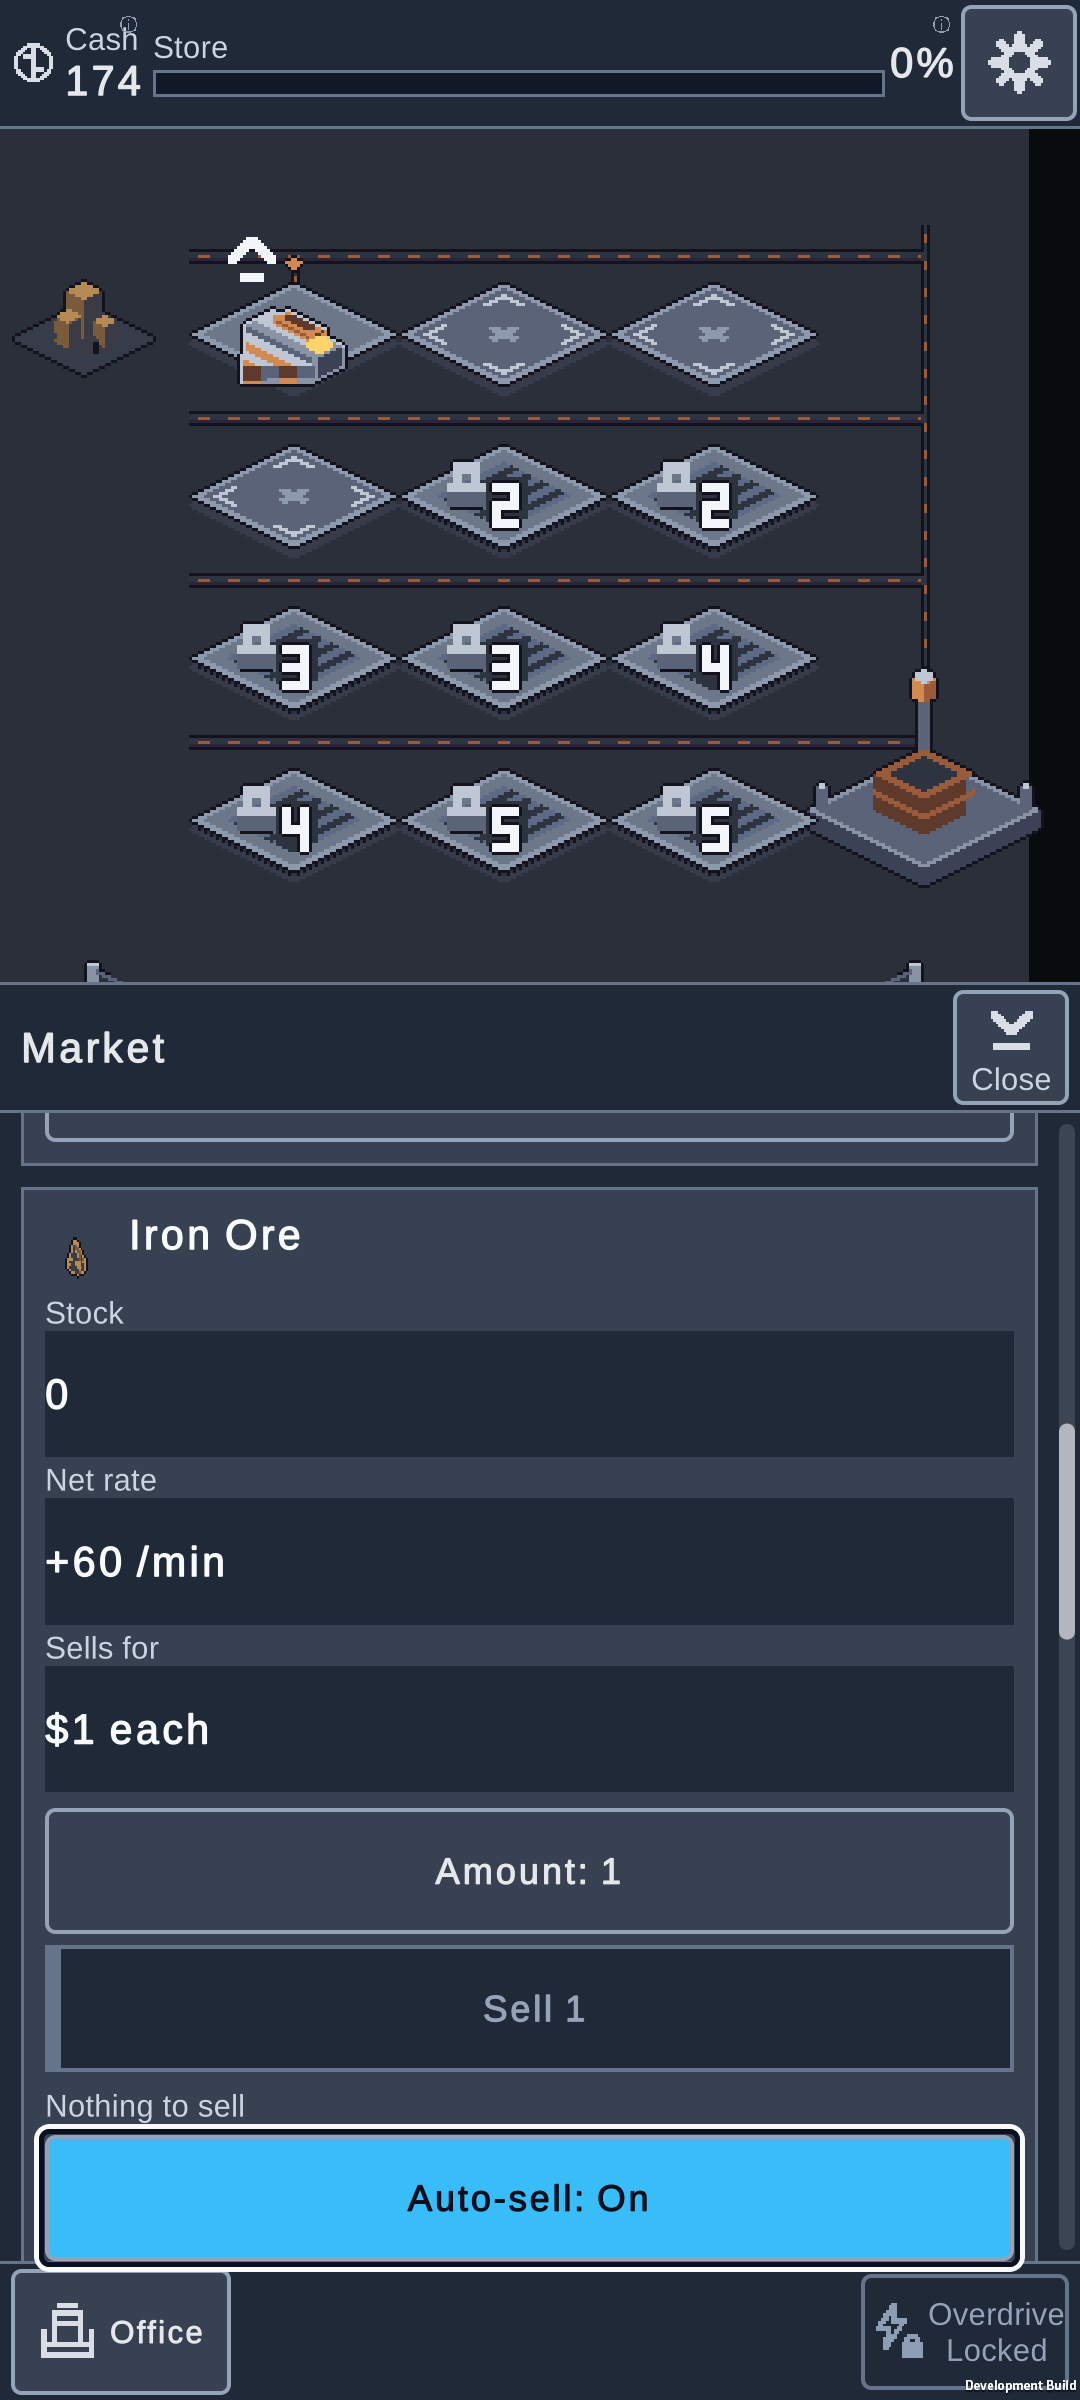 Cash
174
Store
0%
2
2
3
3
4
4
5
5
Market
Close
Iron Ore
Stock
0
Net rate
+60 /min
Sells for
$1 each
Amount: 1
Sell 1
Nothing to sell
Auto-sell: On
Office
Overdrive
Locked
Development Build